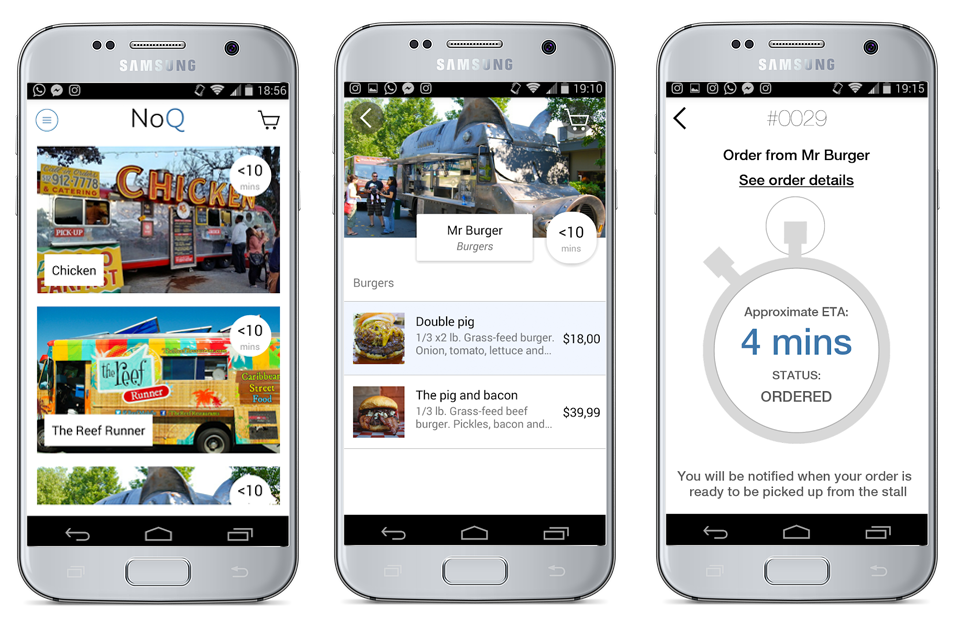 SAMSUNG
18:56
NoQ
CHICKEN
912-7778
& CATERING
PICK-UP
<10
mins
Chicken
the reef
Runner
Caribbean
Street
Food
<10
mins
The Reef Runner
<10
SAMSUNG
19:10
Mr Burger
Burgers
<10
mins
Burgers
Double pig
1/3 x2 lb. Grass-feed burger.
Onion, tomato, lettuce and...
$18,00
The pig and bacon
1/3 lb. Grass-feed beef
burger. Pickles, bacon and...
$39,99
SAMSUNG
19:15
#0029
Order from Mr Burger
See order details
Approximate ETA:
4 mins
STATUS:
ORDERED
You will be notified when your order is
ready to be picked up from the stall